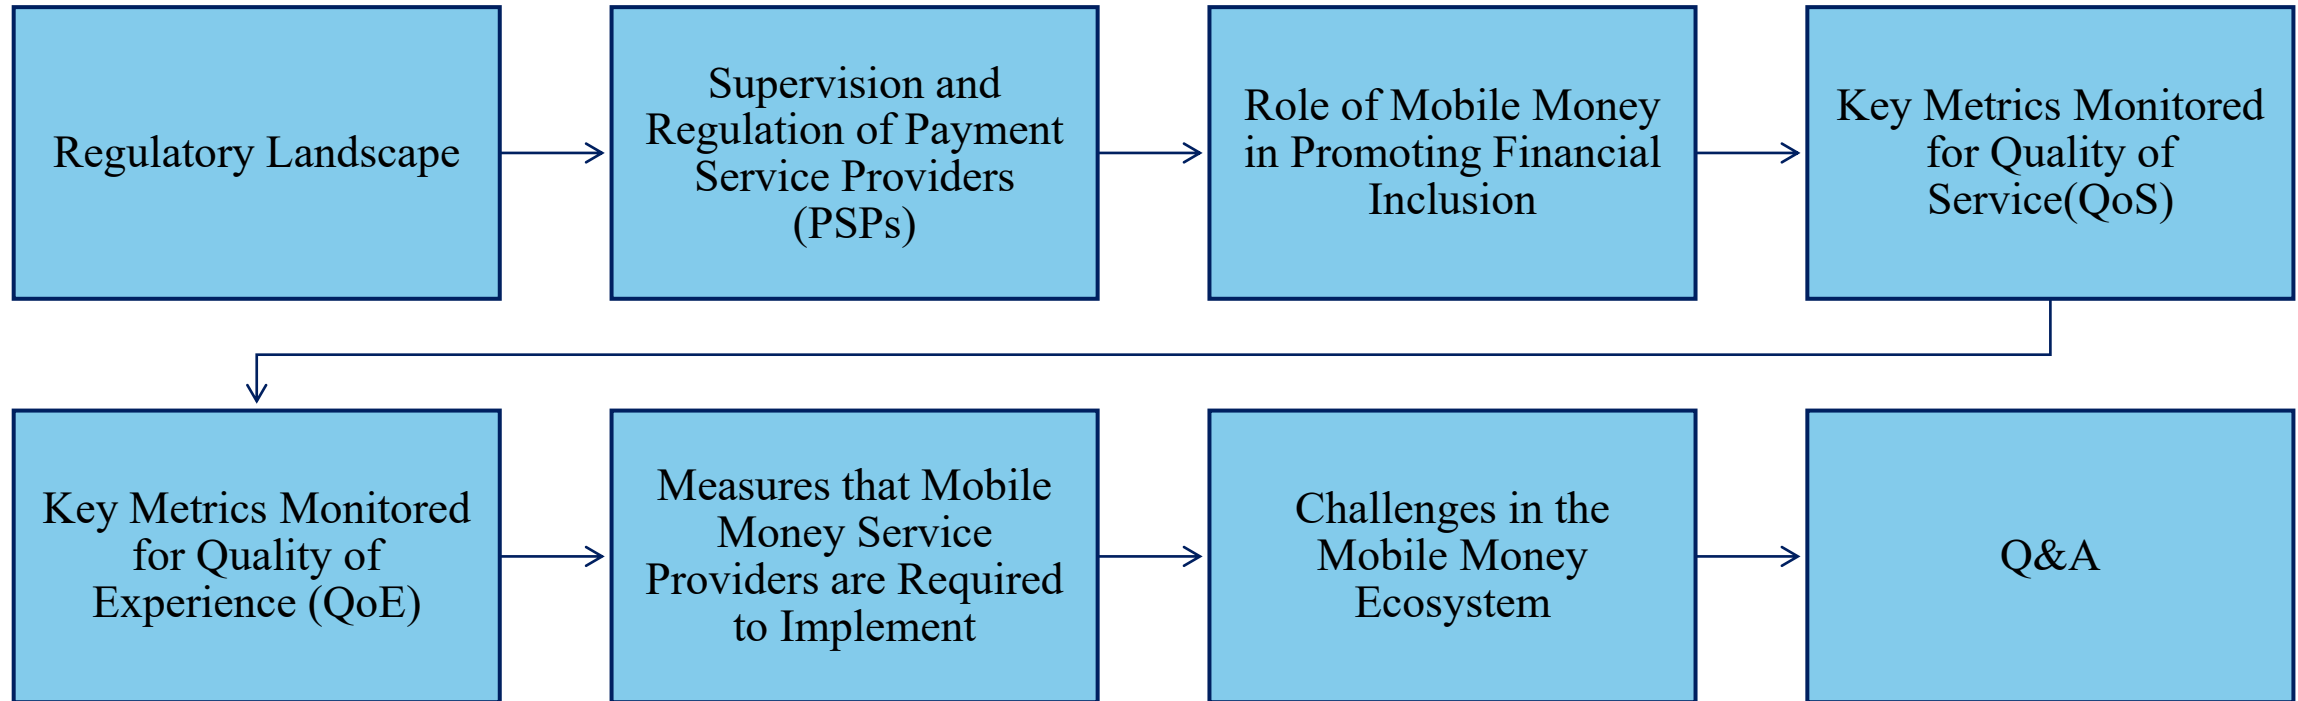 Regulatory Landscape
Supervision and
Regulation of Payment
Service Providers
(PSPs)
Role of Mobile Money
in Promoting Financial
Inclusion
Key Metrics Monitored
for Quality of
Service(QoS)
Key Metrics Monitored
for Quality of
Experience (QoE)
Measures that Mobile
Money Service
Providers are Required
to Implement
Challenges in the
Mobile Money
Ecosystem
Q&A